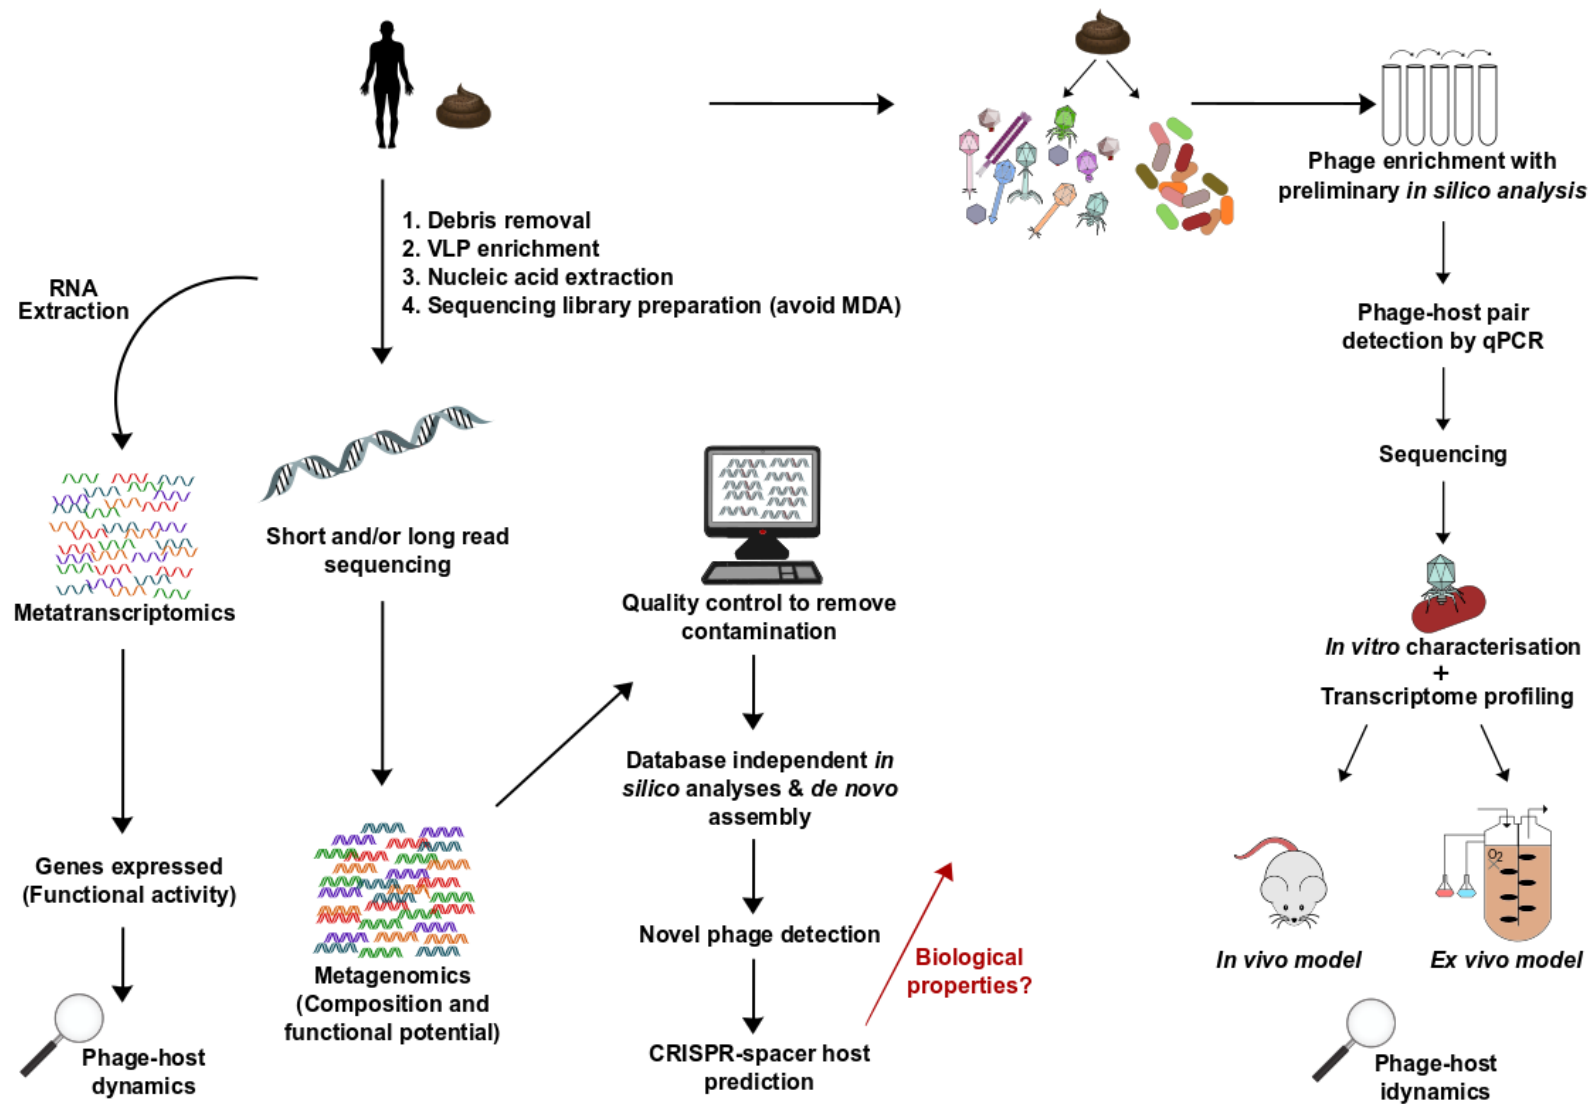 1. Debris removal
2. VLP enrichment
3. Nucleic acid extraction
4. Sequencing library preparation (avoid MDA)
RNA
Extraction
Metatranscriptomics
Genes expressed
(Functional activity)
Phage-host
dynamics
Short and/or long read
sequencing
Metagenomics
(Composition and
functional potential)
Quality control to remove
contamination
Database independent in
silico analyses & de novo
assembly
Novel phage detection
CRISPR-spacer host
prediction
Biological
properties?
Phage enrichment with
preliminary in silico analysis
Phage-host pair
detection by qPCR
Sequencing
In vitro characterisation
+
Transcriptome profiling
O2
In vivo model
Ex vivo model
Phage-host
idynamics